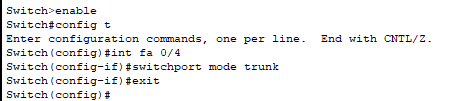 Switch>enable
Switch#config t
Enter configuration commands, one per line.  End with CNTL/Z.
Switch(config)#int fa 0/4
Switch(config-if)#switchport mode trunk
Switch(config-if)#exit
Switch(config)#